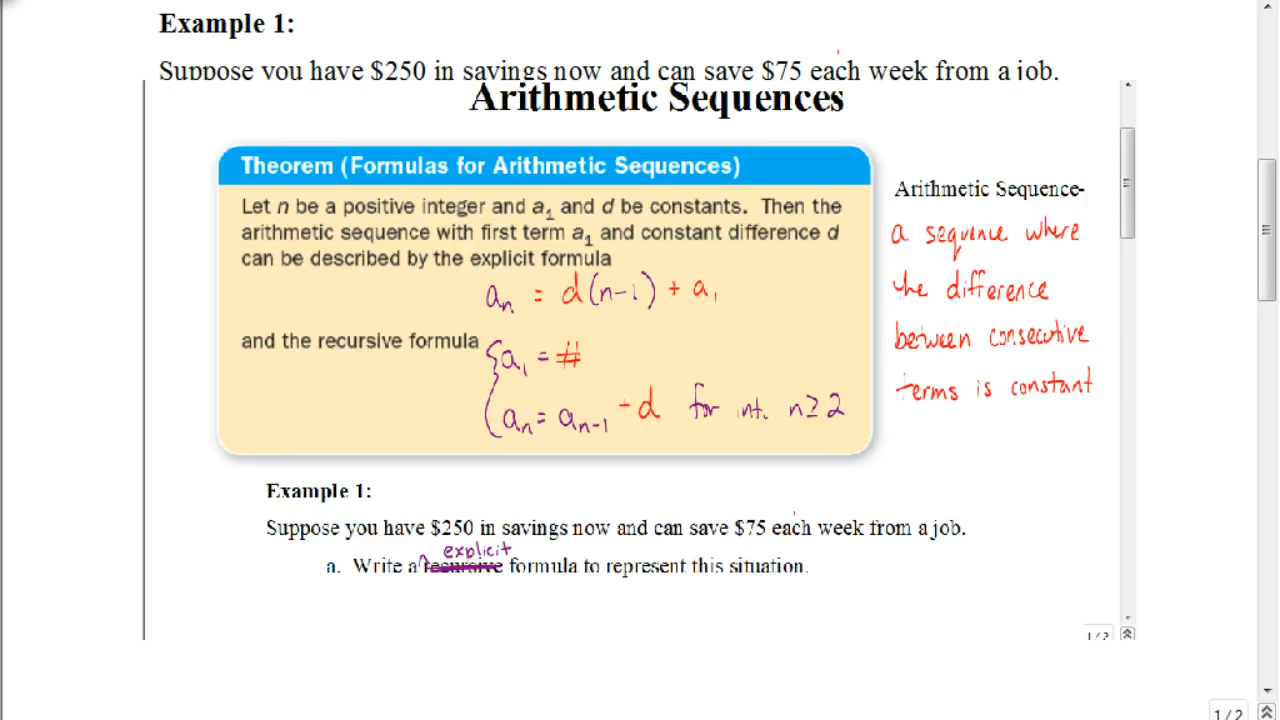 Example 1:
Suppose you have $250 in savings now and can save $75 each week from a job.
Arithmetic Sequences
Theorem (Formulas for Arithmetic Sequences)
Let n be a positive integer and a₁ and d be constants. Then the
arithmetic sequence with first term a₁ and constant difference d
can be described by the explicit formula
aₙ = d(n-1) + a₁
and the recursive formula
a₁ = #
aₙ = aₙ₋₁ + d for int. n ≥ 2
Arithmetic Sequence-
a sequence where
the difference
between consecutive
terms is constant
Example 1:
Suppose you have $250 in savings now and can save $75 each week from a job.
explicit
a. Write a recursive formula to represent this situation.
1/2
1/2